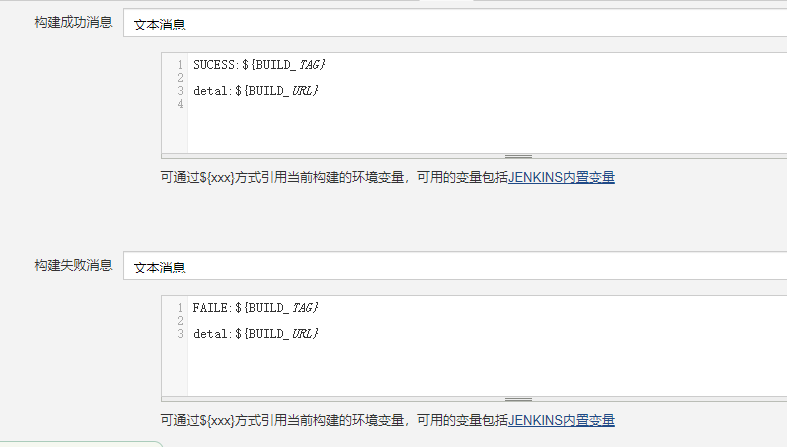 构建成功消息
文本消息
1 SUCESS:${BUILD_TAG}
2
3 detal:${BUILD_URL}
4
可通过${xxx}方式引用当前构建的环境变量，可用的变量包括JENKINS内置变量
构建失败消息
文本消息
1 FAILE:${BUILD_TAG}
2
3 detal:${BUILD_URL}
可通过${xxx}方式引用当前构建的环境变量，可用的变量包括JENKINS内置变量